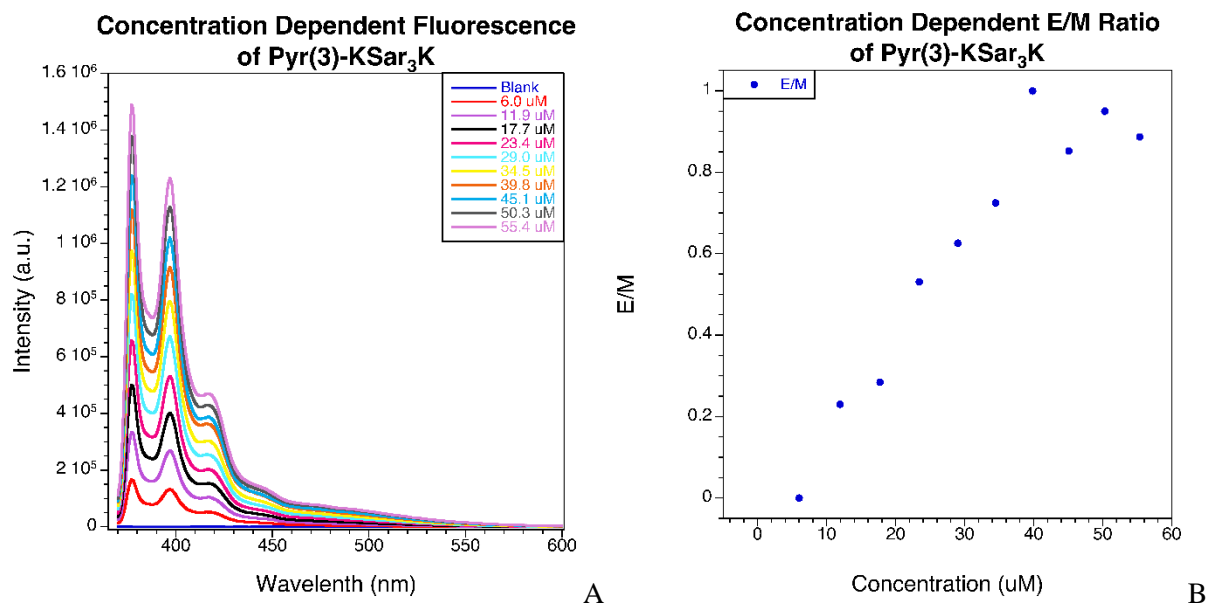 Concentration Dependent Fluorescence
of Pyr(3)-KSar₃K
1.6 10⁶
1.4 10⁶
1.2 10⁶
1 10⁶
8 10⁵
6 10⁵
4 10⁵
2 10⁵
0
Intensity (a.u.)
Blank
6.0 uM
11.9 uM
17.7 uM
23.4 uM
29.0 uM
34.5 uM
39.8 uM
45.1 uM
50.3 uM
55.4 uM
400 450 500 550 600
Wavelenth (nm)
A
Concentration Dependent E/M Ratio
of Pyr(3)-KSar₃K
E/M
1
0.8
0.6
0.4
0.2
0
E/M
0 10 20 30 40 50 60
Concentration (uM)
B